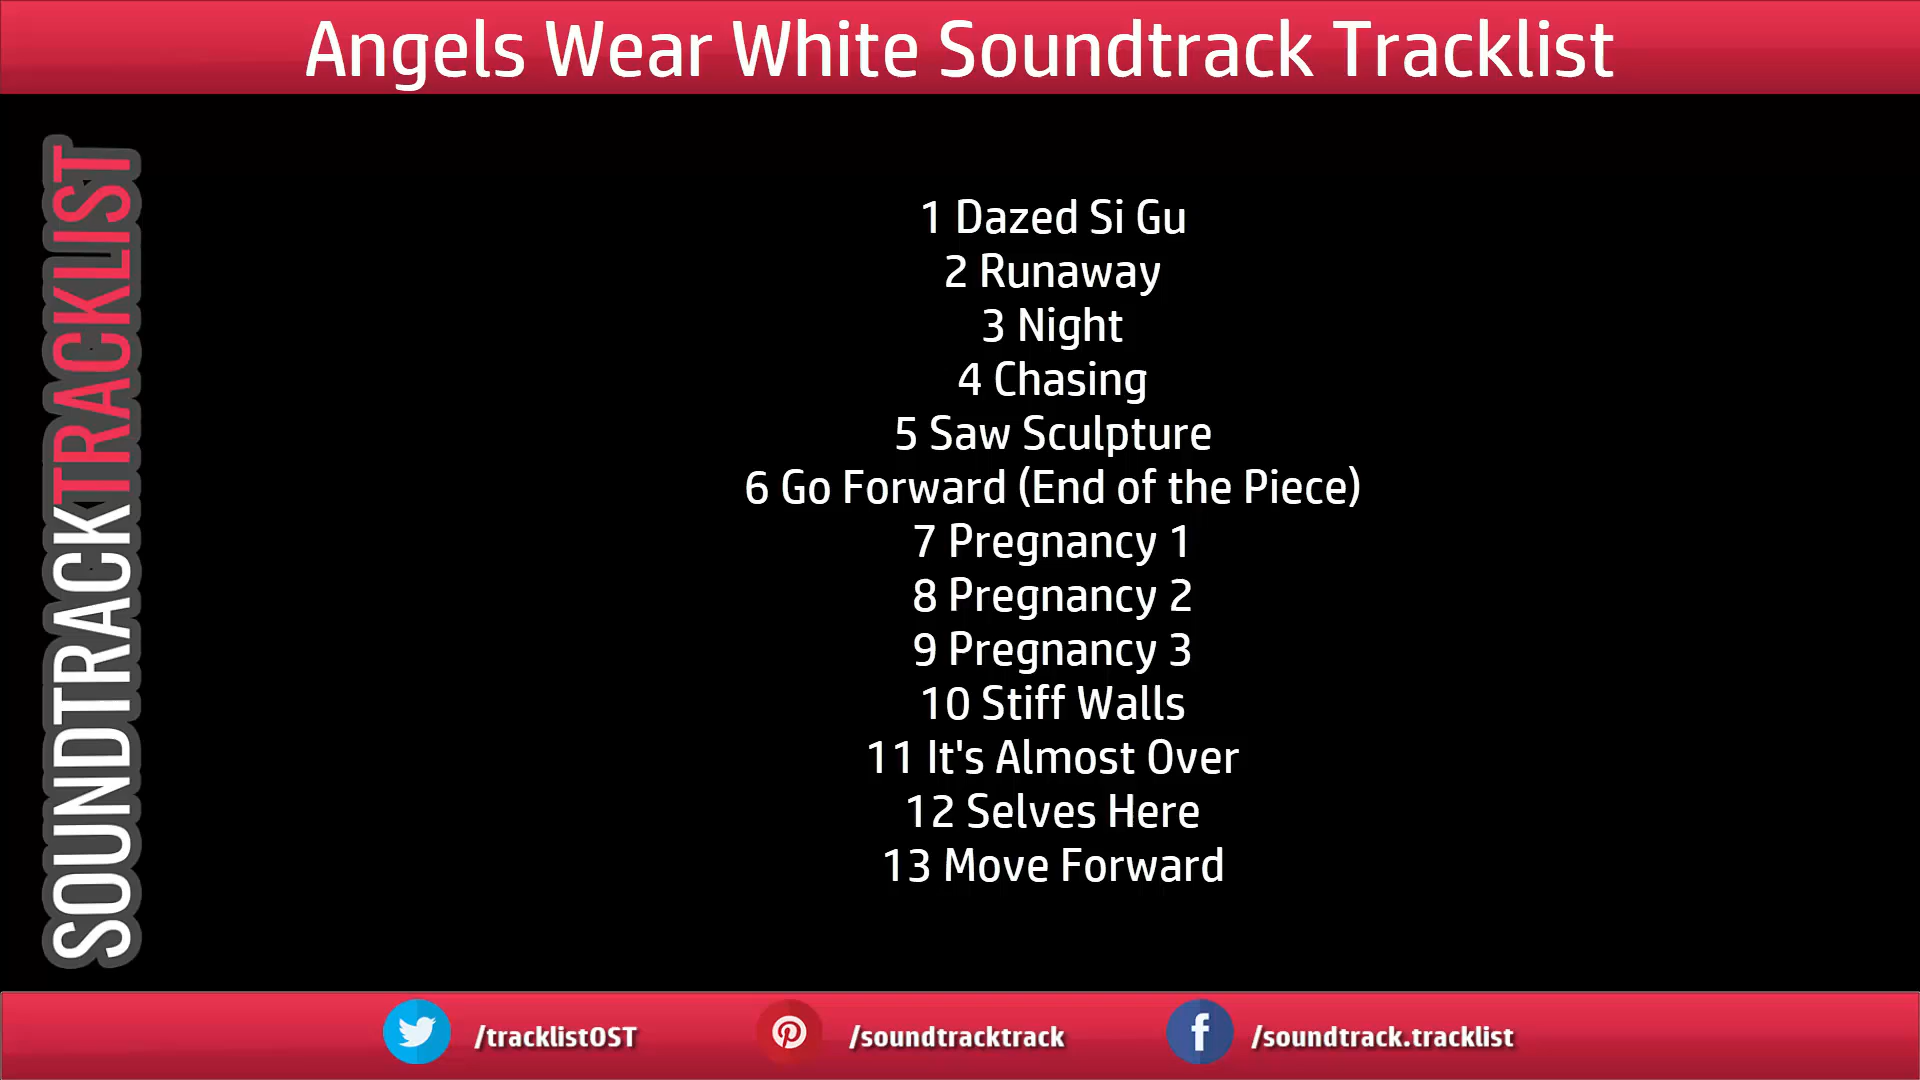 Angels Wear White Soundtrack Tracklist
SOUNDTRACKTRACKLIST
1 Dazed Si Gu
2 Runaway
3 Night
4 Chasing
5 Saw Sculpture
6 Go Forward (End of the Piece)
7 Pregnancy 1
8 Pregnancy 2
9 Pregnancy 3
10 Stiff Walls
11 It's Almost Over
12 Selves Here
13 Move Forward
/tracklistOST
/soundtracktrack
/soundtrack.tracklist